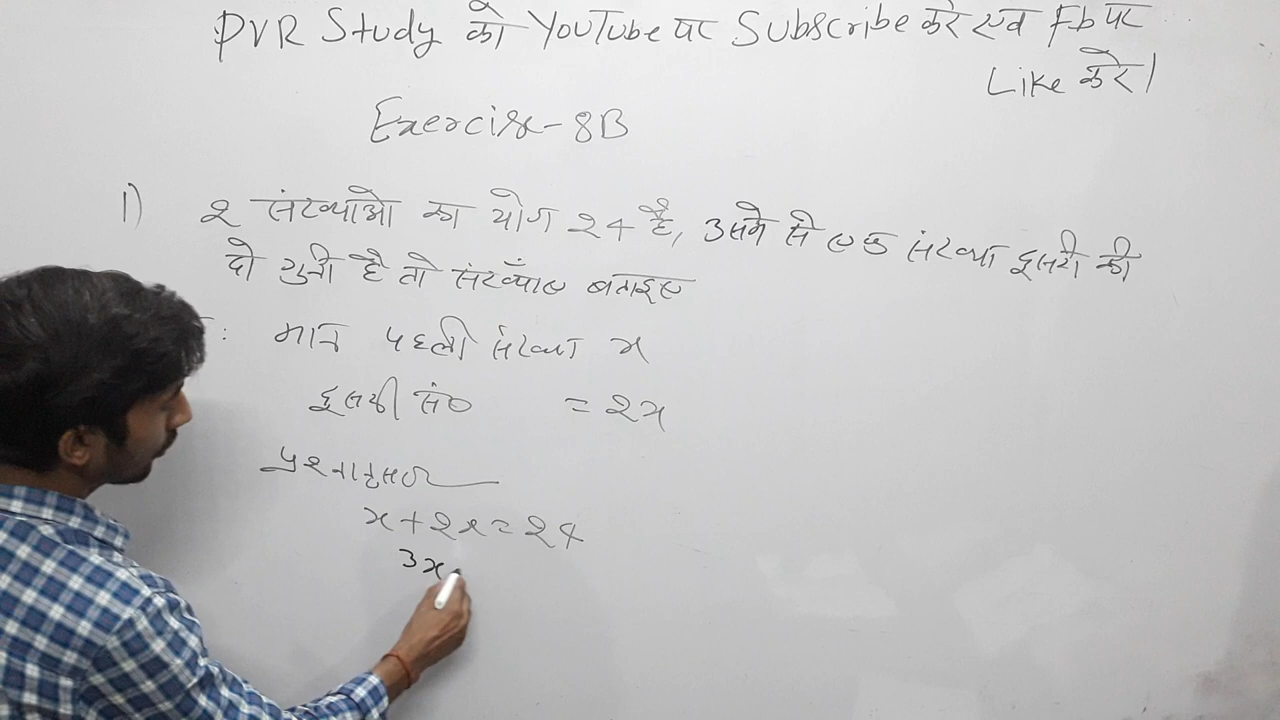 PVR Study को YouTube पर Subscribe करे एवं Fb पर
Like करे।
Exercise-8B
1) 2 संख्याओ का योग 24 है, उसमे से एक संख्या दूसरी की
दो गुनी है तो संख्याँए बताइए
: माना पहली संख्या x
दूसरी सं० = 2x
प्रश्नानुसार
x+2x=24
3x